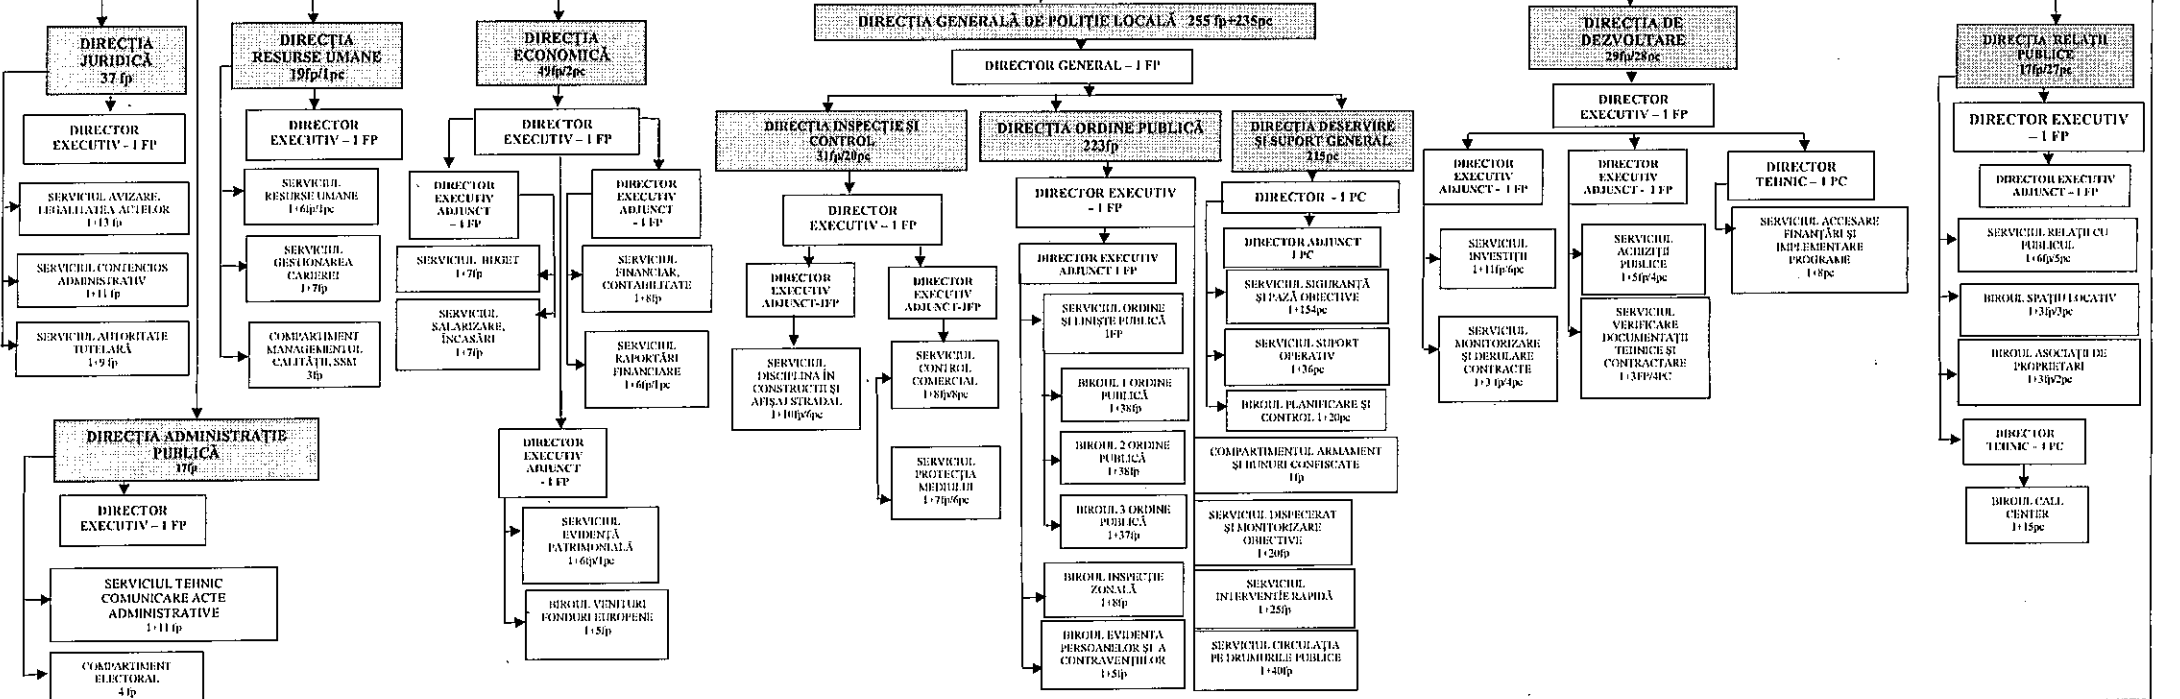 DIRECȚIA
JURIDICĂ
37 fp
DIRECTOR
EXECUTIV - 1 FP
SERVICIUL AVIZARE,
LEGALITATEA ACTELOR
1+13 fp
SERVICIUL CONTENCIOS
ADMINISTRATIV
1+11 fp
SERVICIUL AUTORITATE
TUTELARĂ
1+9 fp
DIRECȚIA ADMINISTRAȚIE
PUBLICĂ
17fp
DIRECTOR
EXECUTIV – 1 FP
SERVICIUL TEHNIC
COMUNICARE ACTE
ADMINISTRATIVE
1+11 fp
COMPARTIMENT
ELECTORAL
4 fp
DIRECȚIA
RESURSE UMANE
19fp/1pc
DIRECTOR
EXECUTIV – 1 FP
SERVICIUL
RESURSE UMANE
1+6fp/1pc
SERVICIUL
GESTIONAREA
CARIEREI
1+7fp
COMPARTIMENT
MANAGEMENTUL
CALITĂȚII, SSM
3fp
DIRECȚIA
ECONOMICĂ
49fp/2pc
DIRECTOR
EXECUTIV – 1 FP
DIRECTOR
EXECUTIV
ADJUNCT
– 1 FP
SERVICIUL BUGET
1+7fp
SERVICIUL
SALARIZARE,
ÎNCASĂRI
1+7fp
DIRECTOR
EXECUTIV
ADJUNCT
- 1 FP
SERVICIUL
FINANCIAR,
CONTABILITATE
1+8fp
SERVICIUL
RAPORTĂRI
FINANCIARE
1+6fp/1pc
DIRECTOR
EXECUTIV
ADJUNCT
- 1 FP
SERVICIUL
EVIDENȚĂ
PATRIMONIALĂ
1+6fp/1pc
BIROUL VENITURI
FONDURI EUROPENE
1+5fp
DIRECȚIA GENERALĂ DE POLIȚIE LOCALĂ 255 fp+235pc
DIRECTOR GENERAL – 1 FP
DIRECȚIA INSPECȚIE ȘI
CONTROL
31fp/20pc
DIRECTOR
EXECUTIV – 1 FP
DIRECTOR
EXECUTIV
ADJUNCT-1FP
SERVICIUL
DISCIPLINA ÎN
CONSTRUCTII ȘI
AFIȘAJ STRADAL
1+10fp/6pc
DIRECTOR
EXECUTIV
ADJUNCT-1FP
SERVICIUL
CONTROL
COMERCIAL
1+8fp/8pc
SERVICIUL
PROTECȚIA
MEDIULUI
1+7fp/6pc
DIRECȚIA ORDINE PUBLICĂ
223fp
DIRECTOR EXECUTIV
– 1 FP
DIRECTOR EXECUTIV
ADJUNCT 1 FP
SERVICIUL ORDINE
ȘI LINIȘTE PUBLICĂ
1FP
BIROUL 1 ORDINE
PUBLICĂ
1+38fp
BIROUL 2 ORDINE
PUBLICĂ
1+38fp
BIROUL 3 ORDINE
PUBLICĂ
1+37fp
BIROUL INSPECȚIE
ZONALĂ
1+8fp
BIROUL EVIDENTA
PERSOANELOR ȘI A
CONTRAVENȚIILOR
1+5fp
DIRECȚIA DESERVIRE
ȘI SUPORT GENERAL
215pc
DIRECTOR - 1 PC
DIRECTOR ADJUNCT
1 PC
SERVICIUL SIGURANȚĂ
ȘI PAZĂ OBIECTIVE
1+154pc
SERVICIUL SUPORT
OPERATIV
1+36pc
BIROUL PLANIFICARE ȘI
CONTROL 1+20pc
COMPARTIMENTUL ARMAMENT
ȘI BUNURI CONFISCATE
1fp
SERVICIUL DISPECERAT
ȘI MONITORIZARE
OBIECTIVE
1+20fp
SERVICIUL
INTERVENTÎE RAPIDĂ
1+25fp
SERVICIUL CIRCULAȚIA
PE DRUMURILE PUBLICE
1+40fp
DIRECȚIA DE
DEZVOLTARE
29fp/28pc
DIRECTOR
EXECUTIV – 1 FP
DIRECTOR
EXECUTIV
ADJUNCT - 1 FP
SERVICIUL
INVESTIȚII
1+11fp/6pc
SERVICIUL
MONITORIZARE
ȘI DERULARE
CONTRACTE
1+3 fp/4pc
DIRECTOR
EXECUTIV
ADJUNCT - 1 FP
SERVICIUL
ACHIZIȚII
PUBLICE
1+5fp/4pc
SERVICIUL
VERIFICARE
DOCUMENTAȚII
TEHNICE ȘI
CONTRACTARE
1+3FP/4PC
DIRECTOR
TEHNIC – 1 PC
SERVICIUL ACCESARE
FINANȚĂRI ȘI
IMPLEMENTARE
PROGRAME
1+8pc
DIRECȚIA RELAȚII
PUBLICE
17fp/27pc
DIRECTOR EXECUTIV
– 1 FP
DIRECTOR EXECUTIV
ADJUNCT – 1 FP
SERVICIUL RELAȚII CU
PUBLICUL
1+6fp/5pc
BIROUL SPAȚIU LOCATIV
1+3fp/3pc
BIROUL ASOCIAȚII DE
PROPRIETARI
1+3fp/2pc
DIRECTOR
TEHNIC – 1 PC
BIROUL CALL
CENTER
1+15pc